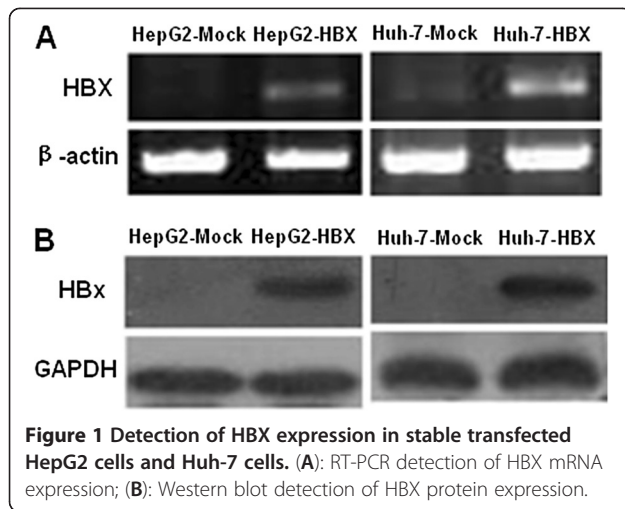 A
HepG2-Mock HepG2-HBX Huh-7-Mock Huh-7-HBX
HBX
β-actin
B
HepG2-Mock HepG2-HBX Huh-7-Mock Huh-7-HBX
HBx
GAPDH
Figure 1 Detection of HBX expression in stable transfected
HepG2 cells and Huh-7 cells. (A): RT-PCR detection of HBX mRNA
expression; (B): Western blot detection of HBX protein expression.